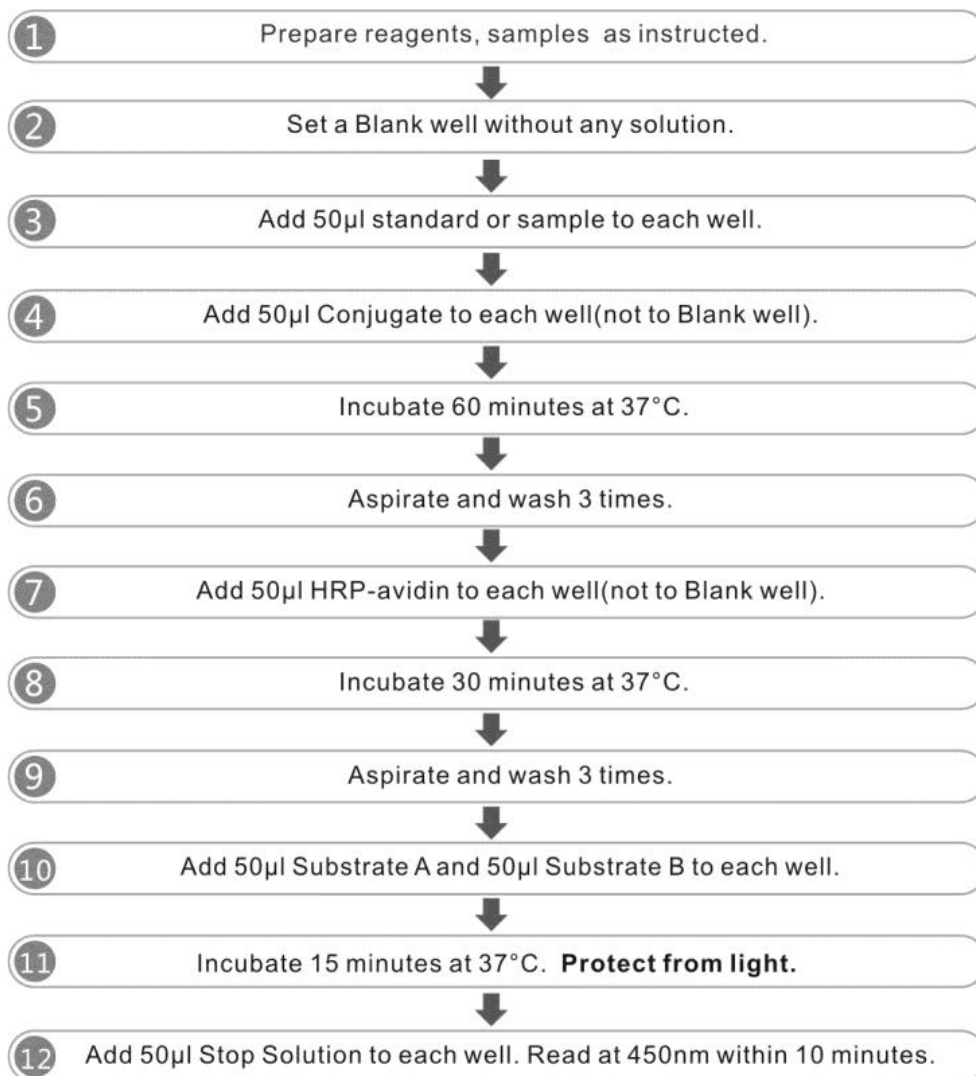 1 Prepare reagents, samples as instructed.
2 Set a Blank well without any solution.
3 Add 50µl standard or sample to each well.
4 Add 50µl Conjugate to each well(not to Blank well).
5 Incubate 60 minutes at 37°C.
6 Aspirate and wash 3 times.
7 Add 50µl HRP-avidin to each well(not to Blank well).
8 Incubate 30 minutes at 37°C.
9 Aspirate and wash 3 times.
10 Add 50µl Substrate A and 50µl Substrate B to each well.
11 Incubate 15 minutes at 37°C. Protect from light.
12 Add 50µl Stop Solution to each well. Read at 450nm within 10 minutes.